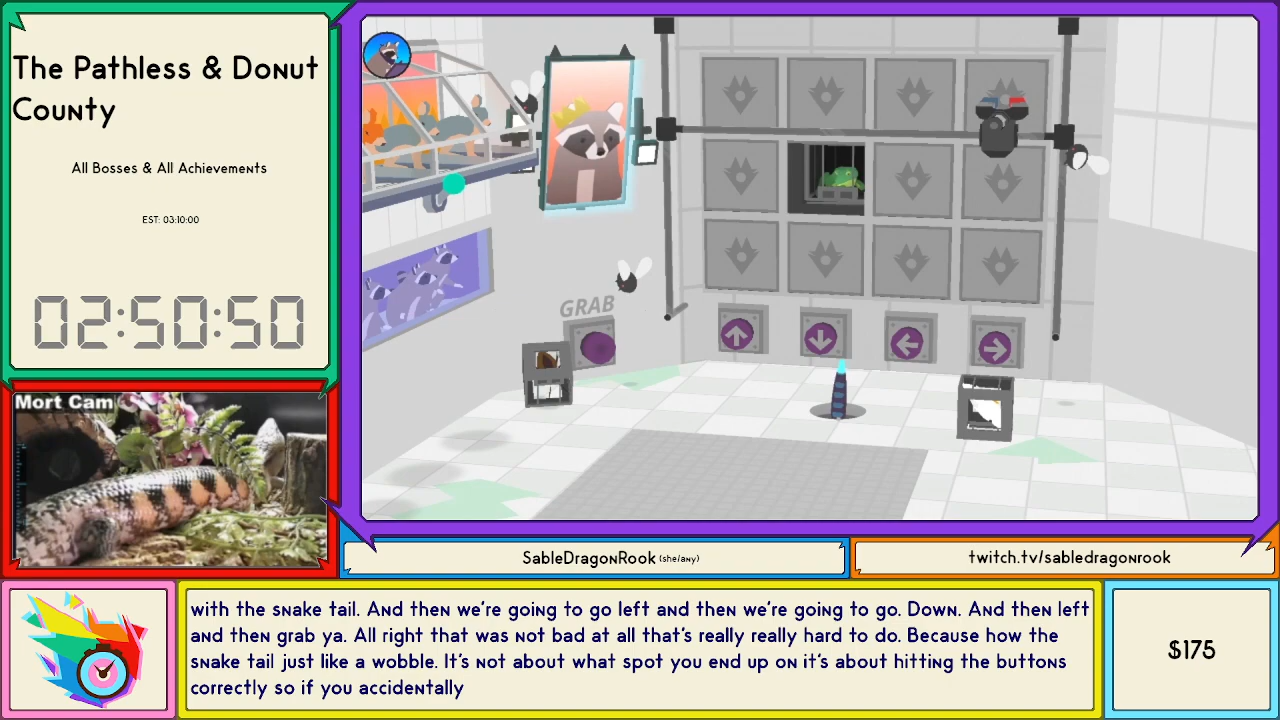 The Pathless & Donut
County
All Bosses & All Achievements
EST: 03:10:00
02:50:50
Mort Cam
GRAB
SableDragonRook (she/any)
twitch.tv/sabledragonrook
with the snake tail. And then we're going to go left and then we're going to go. Down. And then left
and then grab ya. All right that was not bad at all that's really really hard to do. Because how the
snake tail just like a wobble. It's not about what spot you end up on it's about hitting the buttons
correctly so if you accidentally
$175